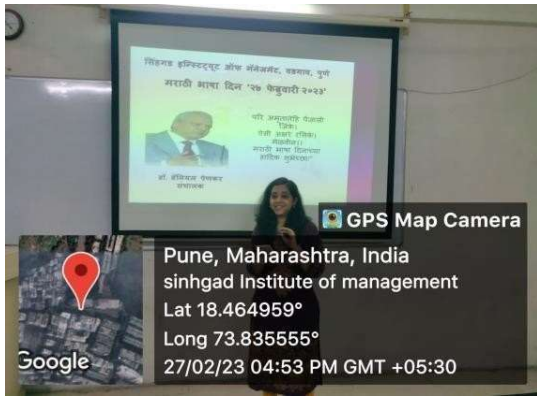 सिंहगड इन्स्टिट्यूट ऑफ मॅनेजमेंट, वडगाव, पुणे
मराठी भाषा दिन '२७ फेब्रुवारी २०२३'
परि अमृतातेहि पैजासी
जिंके।
ऐसी अक्षरे रसिके।
मेळवीन।।
मराठी भाषा दिनाच्या
हार्दिक शुभेच्छा!"
डॉ. डॅनियल पेणकर
संचालक
GPS Map Camera
Pune, Maharashtra, India
sinhgad Institute of management
Lat 18.464959°
Long 73.835555°
27/02/23 04:53 PM GMT +05:30
Google